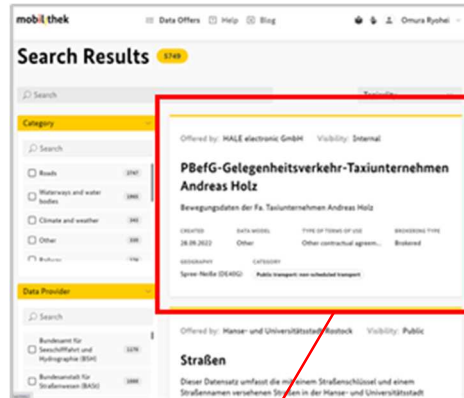 mobilithek
Data Offers Help Blog Omura Ryohei
Search Results 5749
Search
Category
Search
Roads
Waterways and water
bodies
Climate and weather
Other
Railway
Data Provider
Search
Bundesamt für
Seeschifffahrt und
Hydrographie (BSH)
Bundesanstalt für
Straßenwesen (BASt)
Offered by: HALE electronic GmbH Visibility: Internal
PBefG-Gelegenheitsverkehr-Taxiunternehmen
Andreas Holz
Bewegungsdaten der Fa. Taxiunternehmen Andreas Holz
CREATED DATA MODEL TYPE OF TERMS OF USE BROKERING TYPE
28.09.2022 Other Other contractual agreem... Brokered
GEOGRAPHY CATEGORY
Spree-Neiße (DE40G) Public transport: non-scheduled transport
Offered by: Hanse- und Universitätsstadt Rostock Visibility: Public
Straßen
Dieser Datensatz umfasst die mit einem Straßenschlüssel und einem
Straßennamen versehenen Straßen in der Hanse- und Universitätsstadt